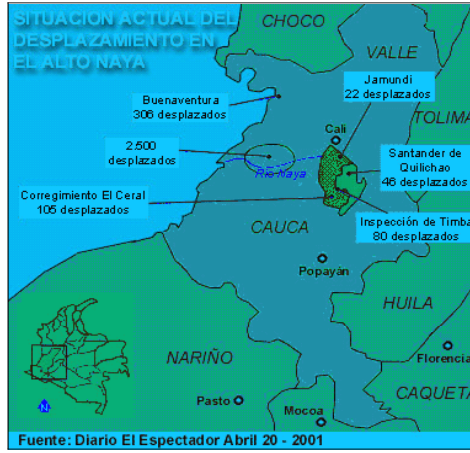 SITUACION ACTUAL DEL
DESPLAZAMIENTO EN
EL ALTO NAYA
CHOCO
VALLE
Jamundi
22 desplazados
Buenaventura
306 desplazados
TOLIMA
Cali
2.500
desplazados
Santander de
Quilichao
46 desplazados
Río Naya
Corregimiento El Ceral
105 desplazados
Inspección de Timba
80 desplazados
CAUCA
Popayán
HUILA
NARIÑO
Florencia
CAQUETA
Pasto
Mocoa
N
Fuente: Diario El Espectador Abril 20 - 2001